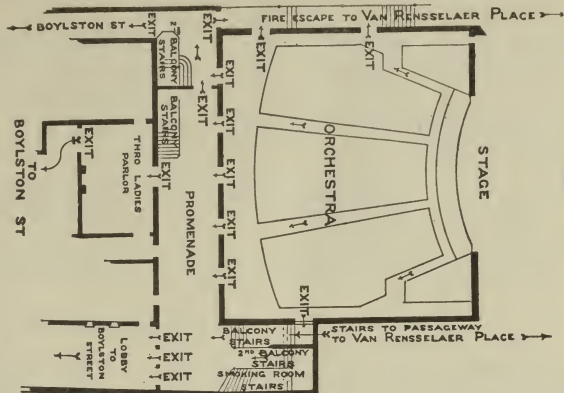 BOYLSTON ST
EXIT
2ND BALCONY STAIRS
EXIT
FIRE ESCAPE TO VAN RENSSELAER PLACE
EXIT
EXIT
EXIT
EXIT
BALCONY STAIRS
EXIT
EXIT
EXIT
TO BOYLSTON ST
THRO LADIES PARLOR
EXIT
PROMENADE
EXIT
EXIT
EXIT
ORCHESTRA
STAGE
EXIT
LOBBY TO BOYLSTON STREET
EXIT
EXIT
EXIT
BALCONY STAIRS
2ND BALCONY STAIRS
SMOKING ROOM STAIRS
STAIRS TO PASSAGEWAY
TO VAN RENSSELAER PLACE